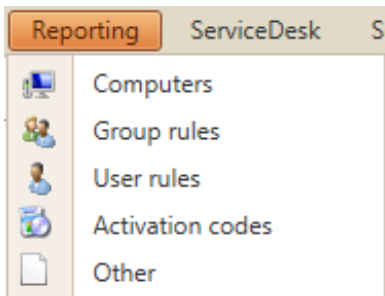 Reporting ServiceDesk S
Computers
Group rules
User rules
Activation codes
Other